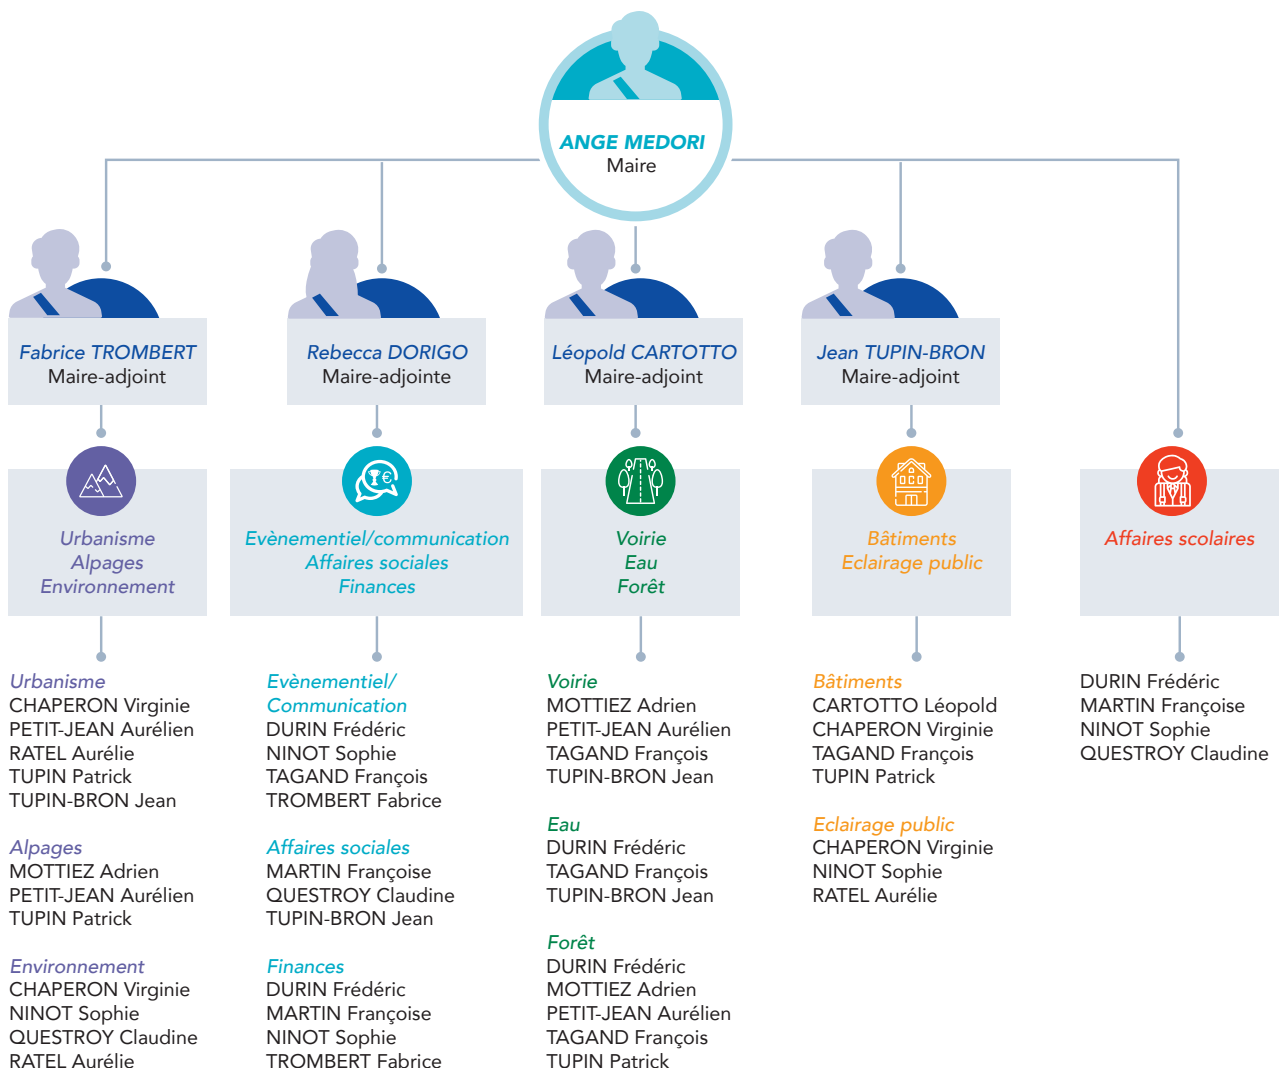 ANGE MEDORI
Maire
Fabrice TROMBERT
Maire-adjoint
Rebecca DORIGO
Maire-adjointe
Léopold CARTOTTO
Maire-adjoint
Jean TUPIN-BRON
Maire-adjoint
Urbanisme
Alpages
Environnement
Evènementiel/communication
Affaires sociales
Finances
Voirie
Eau
Forêt
Bâtiments
Eclairage public
Affaires scolaires
Urbanisme
CHAPERON Virginie
PETIT-JEAN Aurélien
RATEL Aurélie
TUPIN Patrick
TUPIN-BRON Jean
Alpages
MOTTIEZ Adrien
PETIT-JEAN Aurélien
TUPIN Patrick
Environnement
CHAPERON Virginie
NINOT Sophie
QUESTROY Claudine
RATEL Aurélie
Evènementiel/
Communication
DURIN Frédéric
NINOT Sophie
TAGAND François
TROMBERT Fabrice
Affaires sociales
MARTIN Françoise
QUESTROY Claudine
TUPIN-BRON Jean
Finances
DURIN Frédéric
MARTIN Françoise
NINOT Sophie
TROMBERT Fabrice
Voirie
MOTTIEZ Adrien
PETIT-JEAN Aurélien
TAGAND François
TUPIN-BRON Jean
Eau
DURIN Frédéric
TAGAND François
TUPIN-BRON Jean
Forêt
DURIN Frédéric
MOTTIEZ Adrien
PETIT-JEAN Aurélien
TAGAND François
TUPIN Patrick
Bâtiments
CARTOTTO Léopold
CHAPERON Virginie
TAGAND François
TUPIN Patrick
Eclairage public
CHAPERON Virginie
NINOT Sophie
RATEL Aurélie
DURIN Frédéric
MARTIN Françoise
NINOT Sophie
QUESTROY Claudine